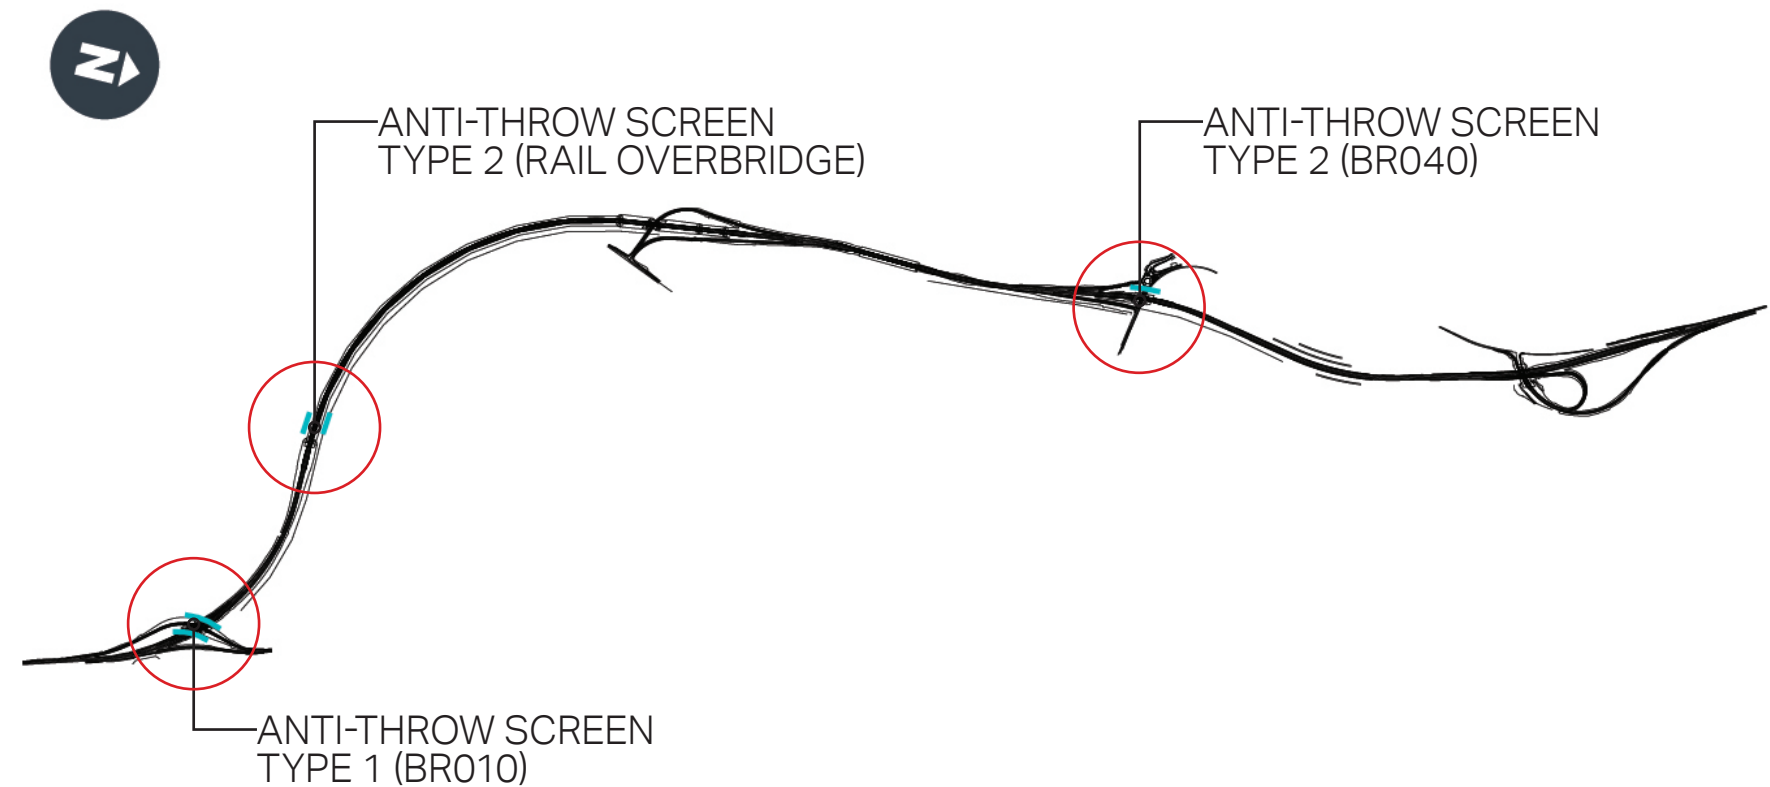 N
ANTI-THROW SCREEN
TYPE 2 (RAIL OVERBRIDGE)
ANTI-THROW SCREEN
TYPE 2 (BR040)
ANTI-THROW SCREEN
TYPE 1 (BR010)